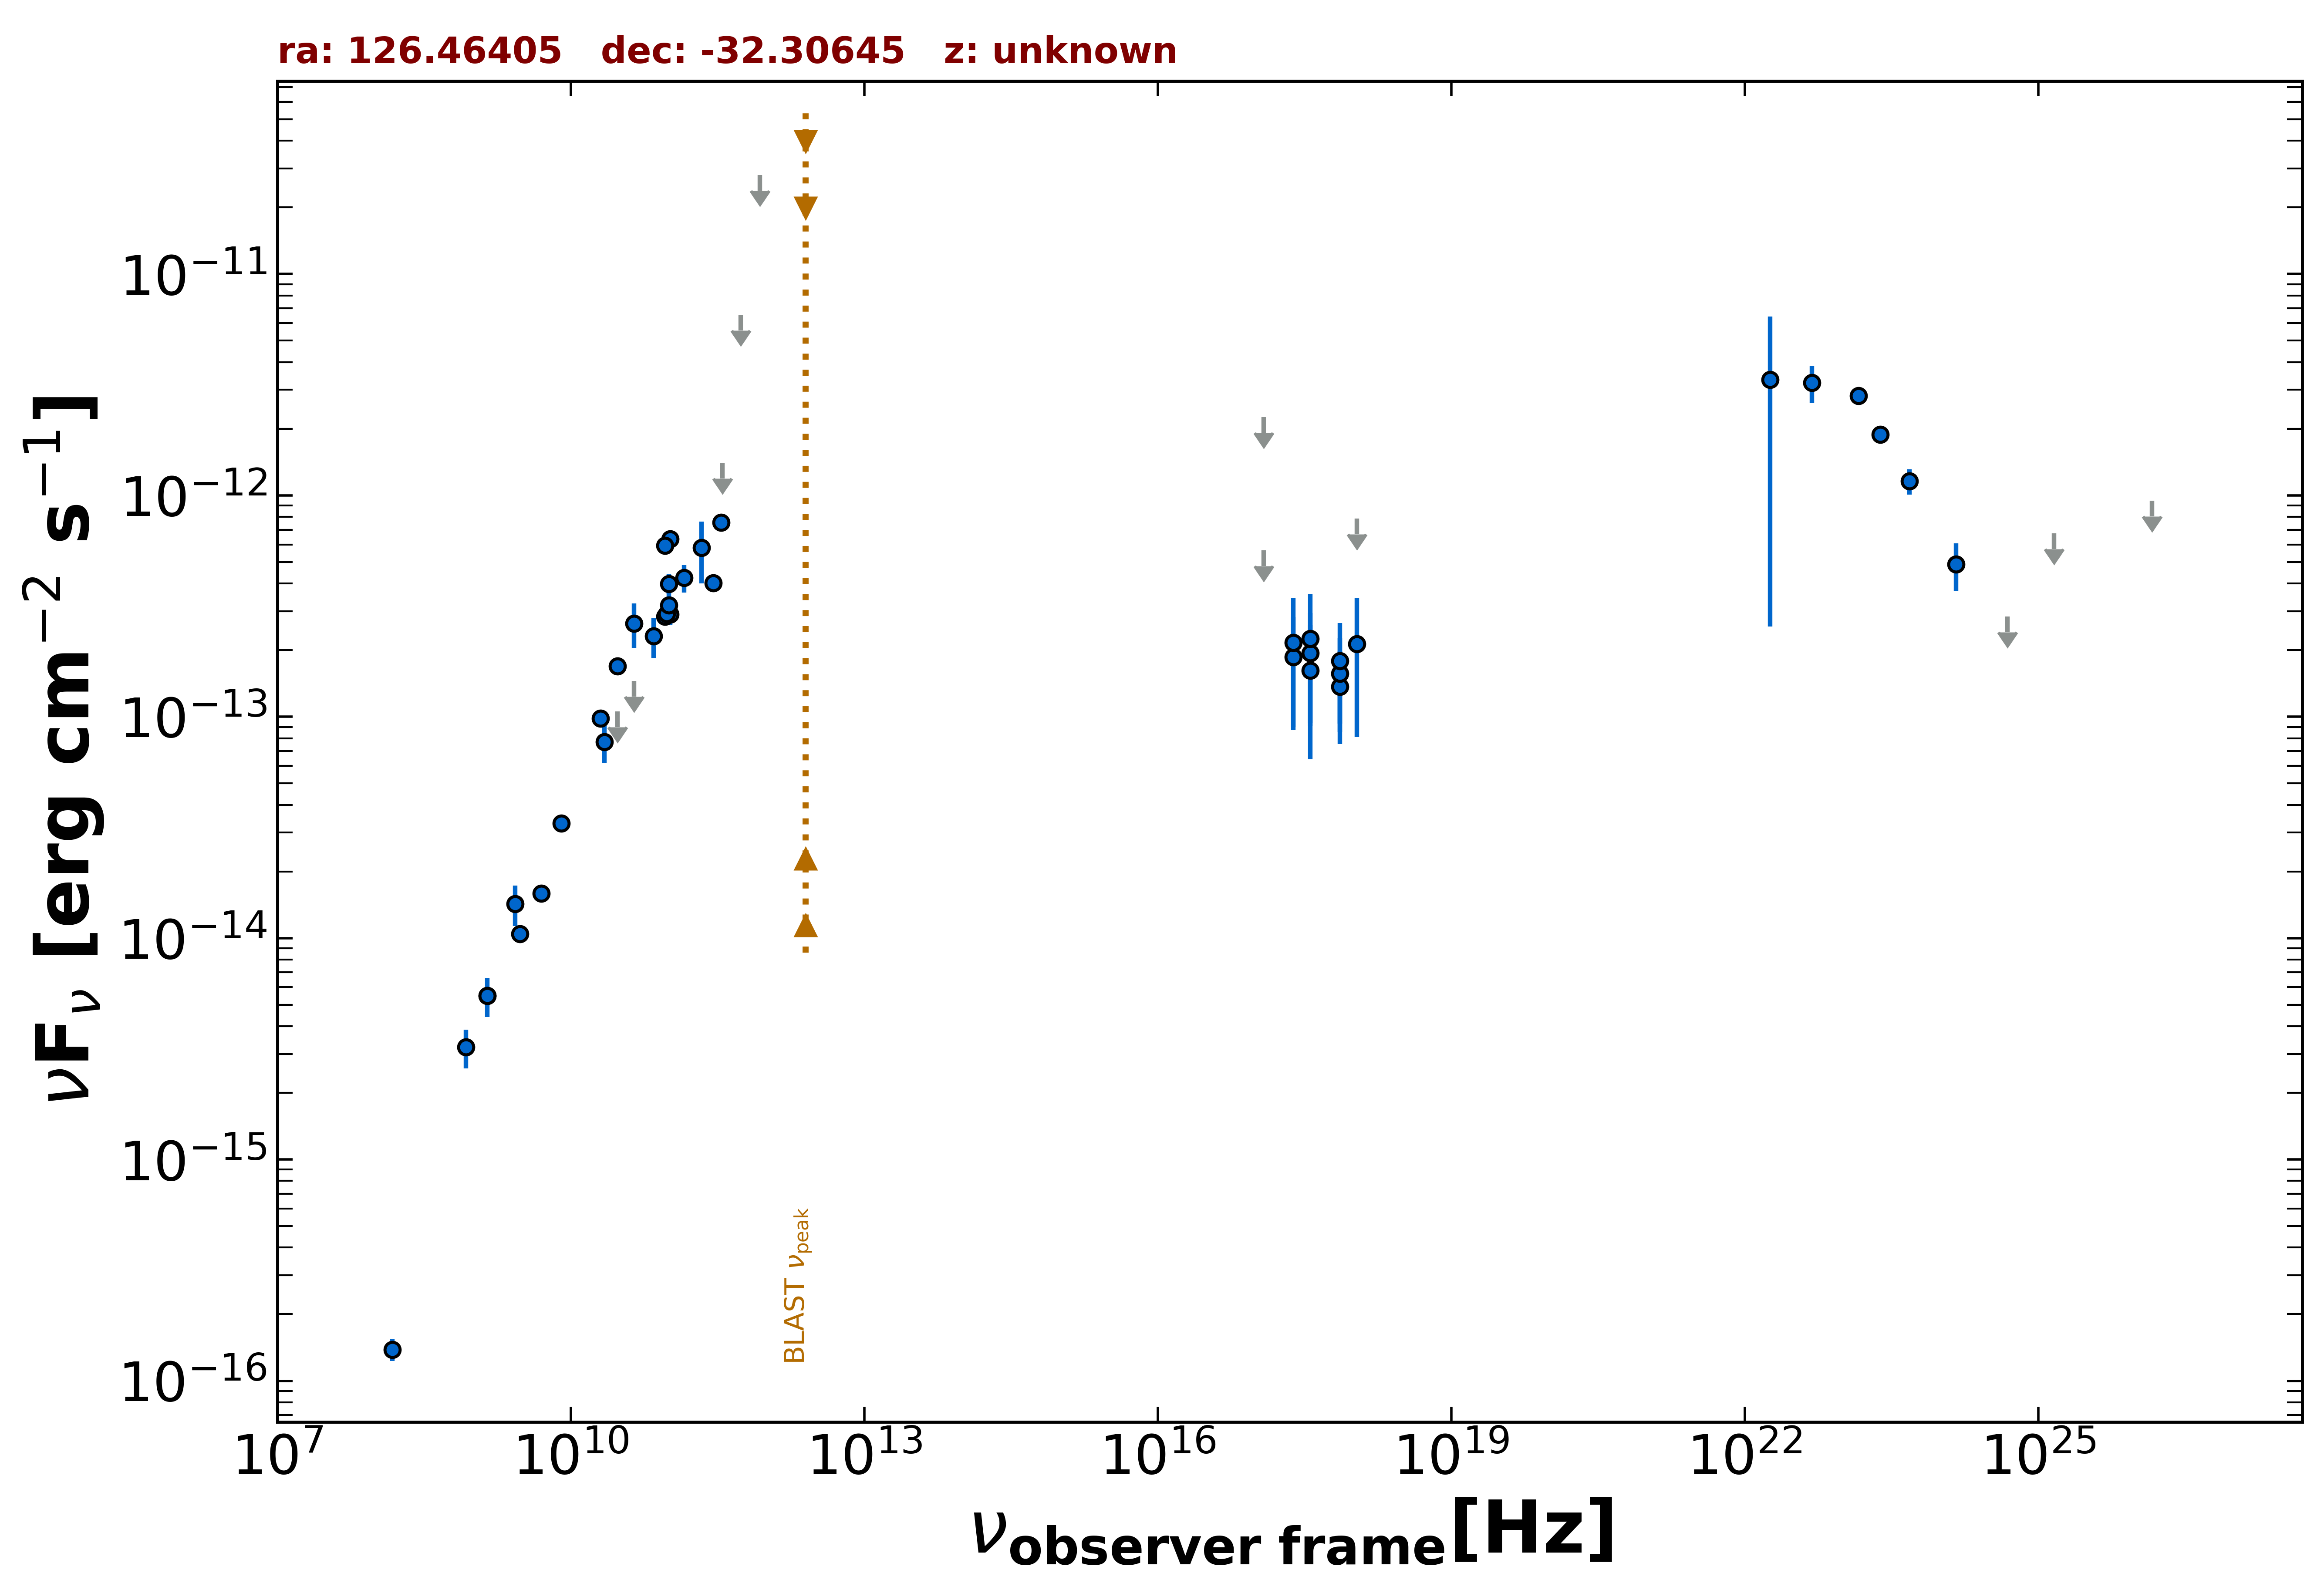 ra: 126.46405   dec: -32.30645   z: unknown
νFν [erg cm−2 s−1]
10−11
10−12
10−13
10−14
10−15
10−16
BLAST νpeak
107 1010 1013 1016 1019 1022 1025
νobserver frame[Hz]